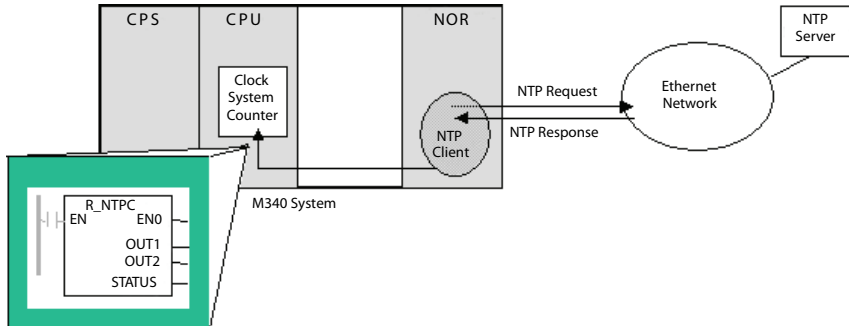 CPS
CPU
NOR
NTP
Server
Clock
System
Counter
NTP Request
Ethernet
Network
NTP Response
NTP
Client
M340 System
R_NTPC
EN
EN0
OUT1
OUT2
STATUS